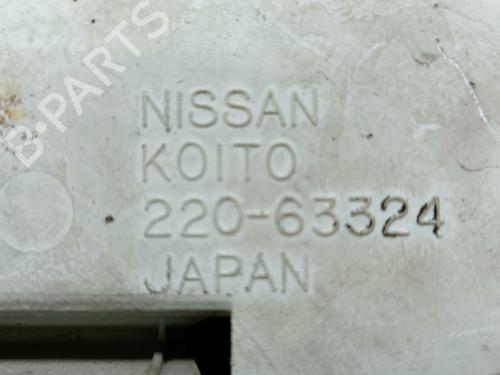 B-PARTS
NISSAN
KOITO
220-63324
JAPAN